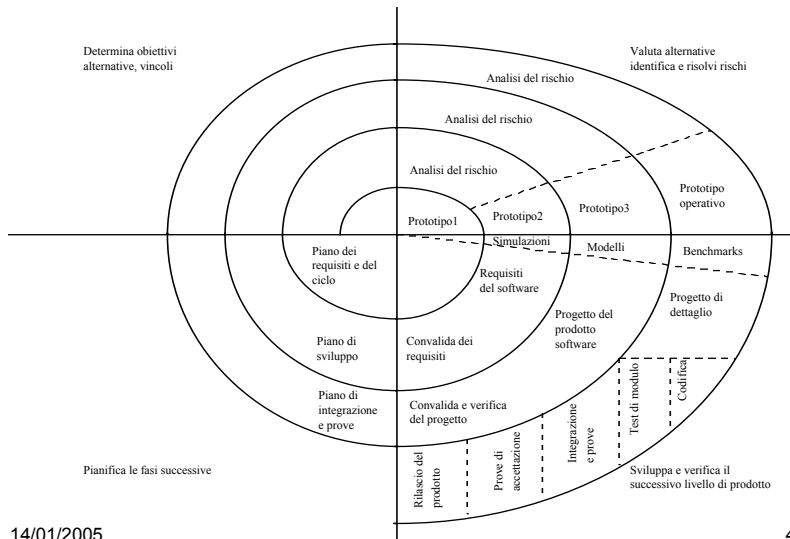 Determina obiettivi
alternative, vincoli
Valuta alternative
identifica e risolvi rischi
Analisi del rischio
Analisi del rischio
Analisi del rischio
Prototipo1
Prototipo2
Prototipo3
Prototipo
operativo
Simulazioni
Modelli
Benchmarks
Piano dei
requisiti e del
ciclo
Requisiti
del software
Progetto di
dettaglio
Progetto del
prodotto
software
Piano di
sviluppo
Convalida dei
requisiti
Test di modulo
Codifica
Piano di
integrazione
e prove
Convalida e verifica
del progetto
Integrazione
e prove
Prove di
accettazione
Rilascio del
prodotto
Pianifica le fasi successive
Sviluppa e verifica il
successivo livello di prodotto
14/01/2005
4